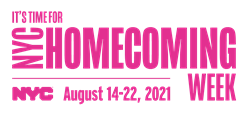 IT'S TIME FOR
NYC HOMECOMING
WEEK
NYC August 14-22, 2021